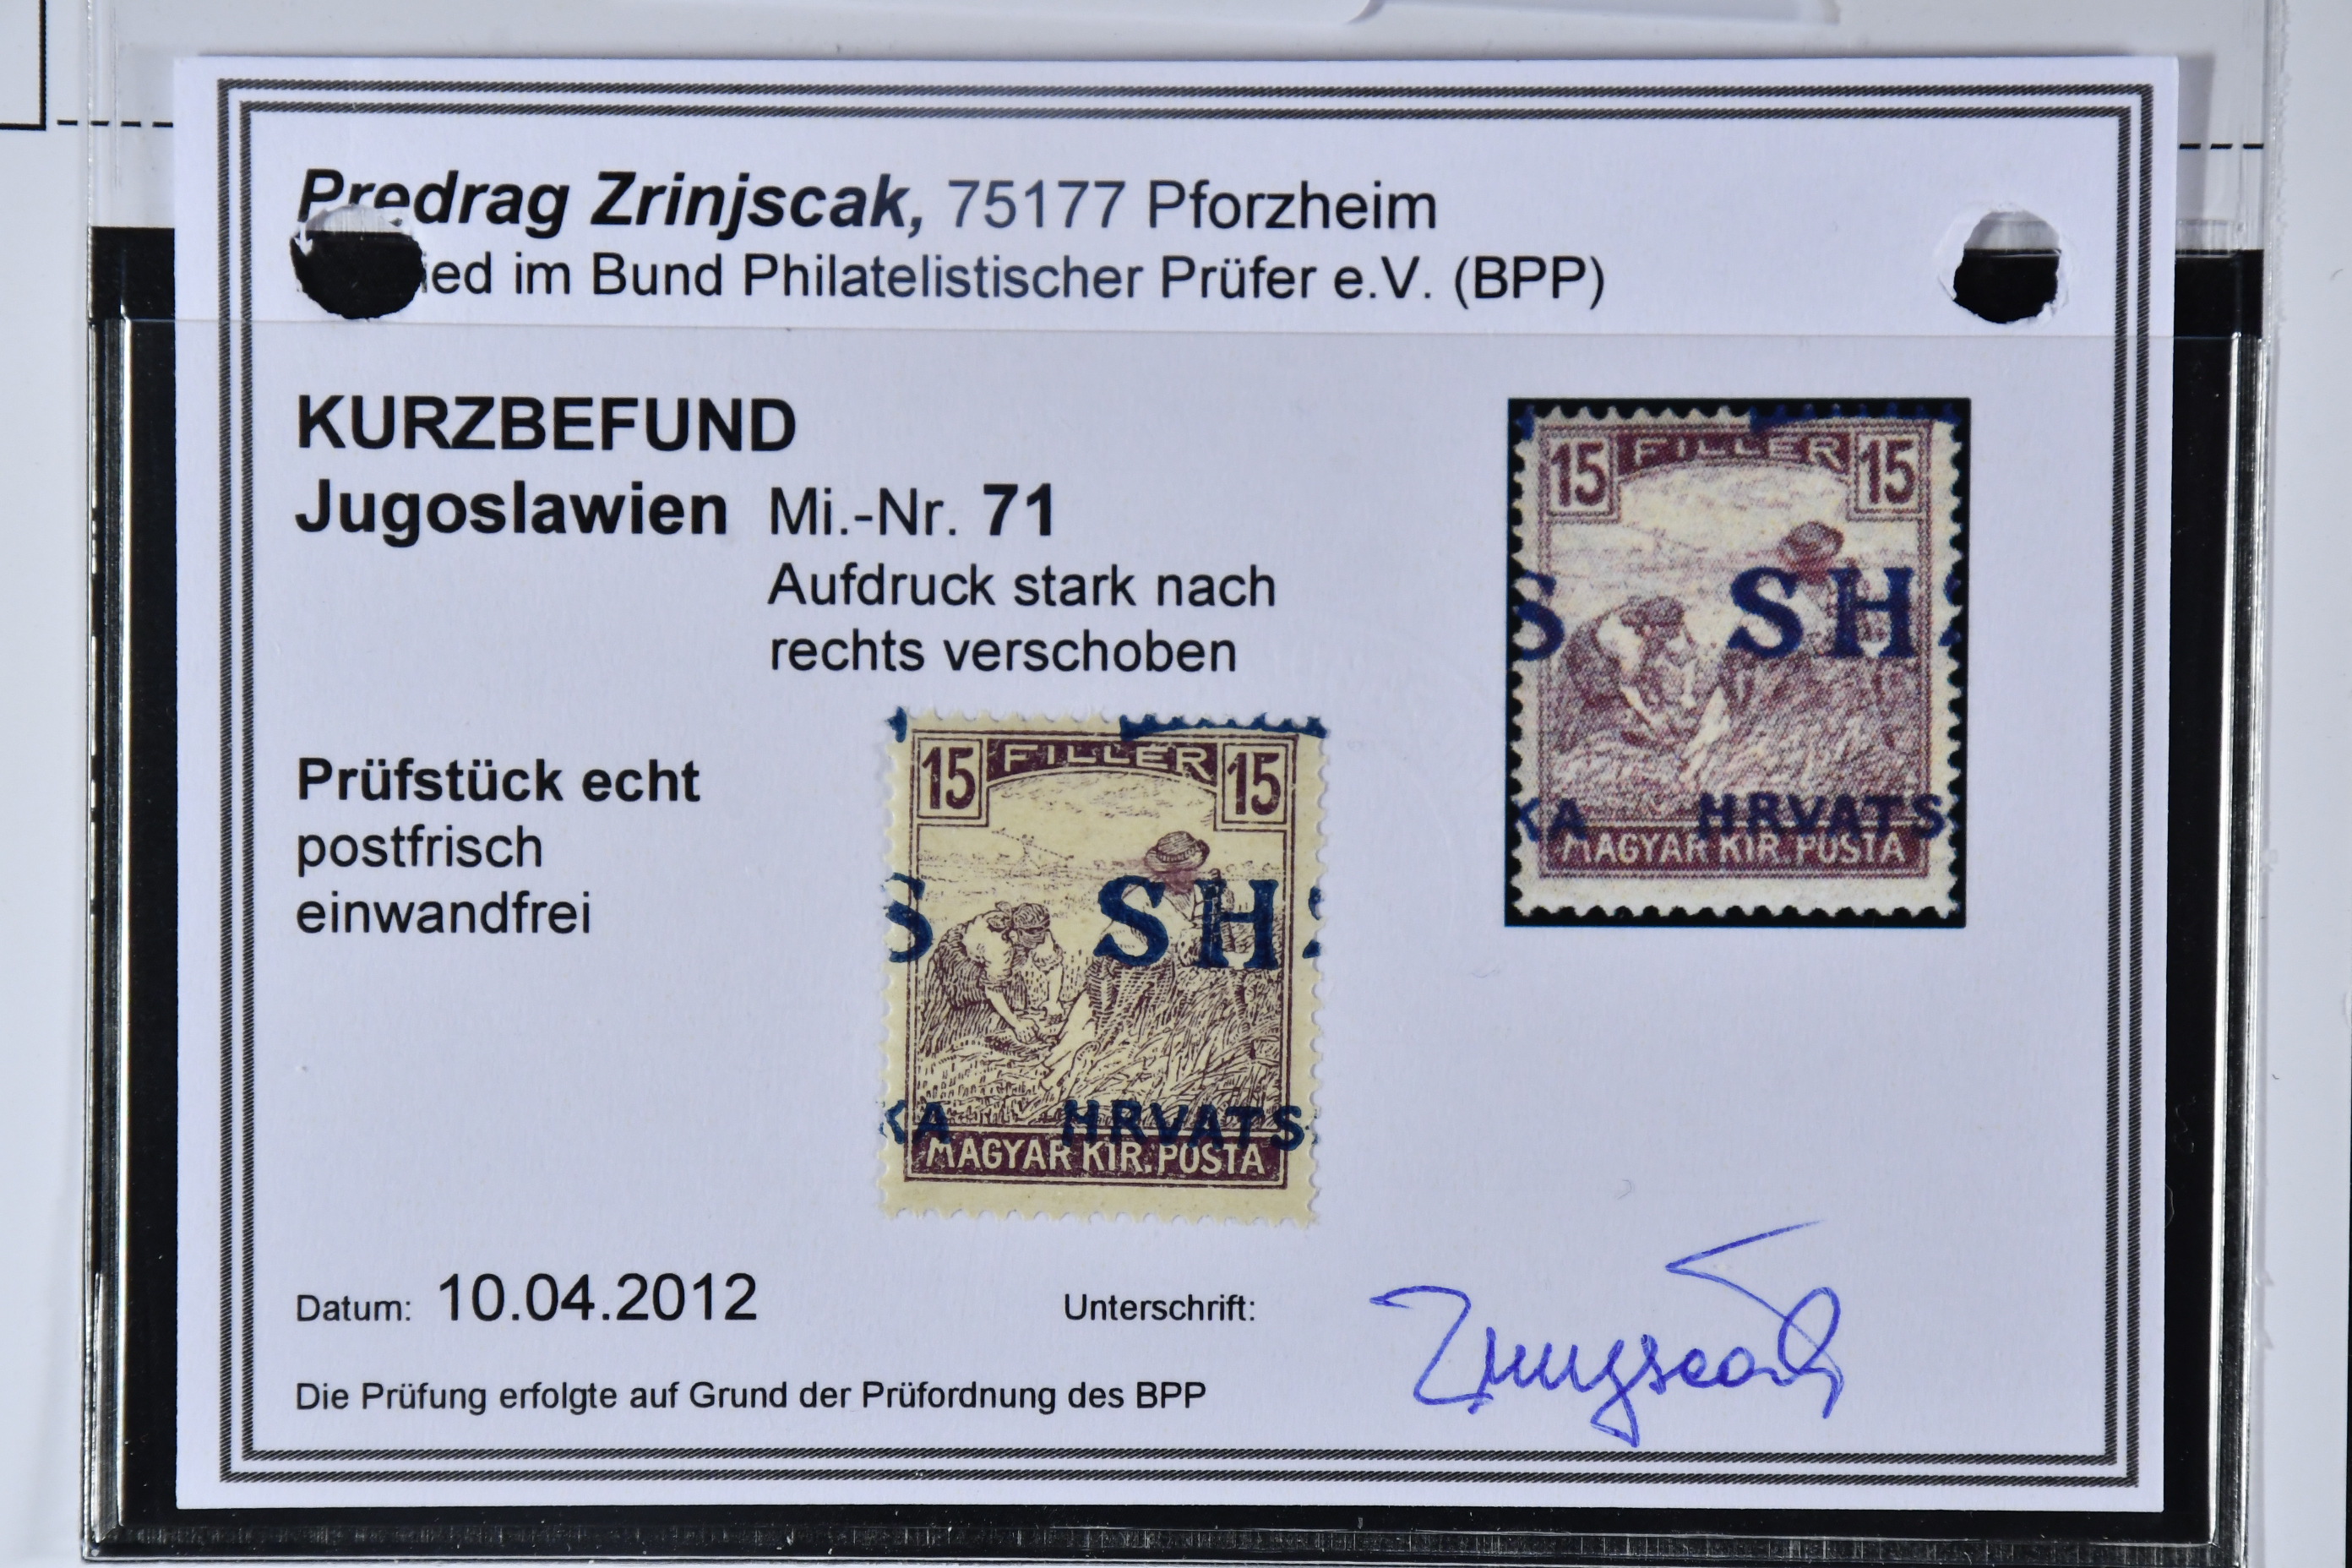 Predrag Zrinjscak, 75177 Pforzheim
im Bund Philatelistischer Prüfer e.V. (BPP)
KURZBEFUND
Jugoslawien Mi.-Nr. 71
Aufdruck stark nach
rechts verschoben
15 FILLER 15
S SH
KA HRVATS
MAGYAR KIR. POSTA
Prüfstück echt
postfrisch
einwandfrei
15 FILLER 15
S SH
KA HRVATS
MAGYAR KIR. POSTA
Datum: 10.04.2012
Unterschrift: Zrinjscak
Die Prüfung erfolgte auf Grund der Prüfordnung des BPP